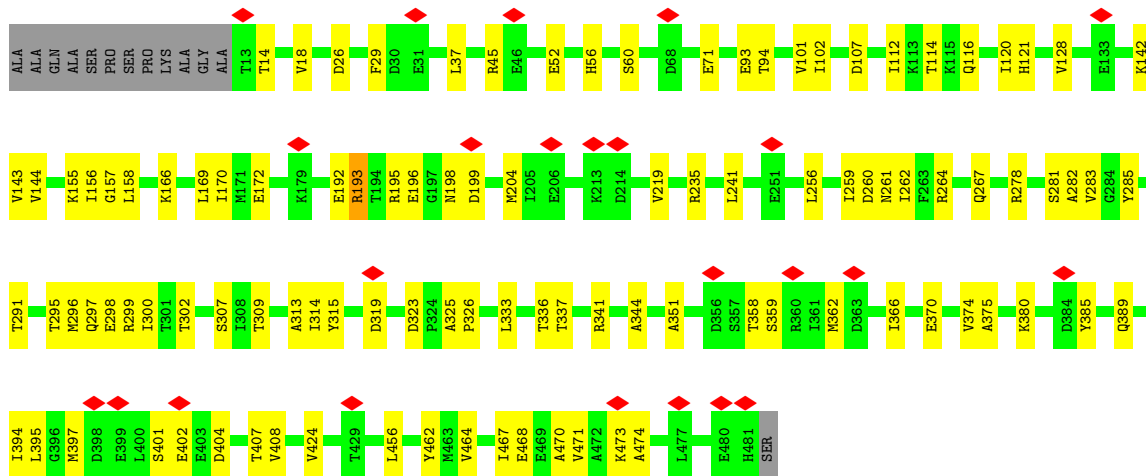 ALA ALA GLN ALA SER PRO SER PRO LYS ALA GLY ALA T13 T14 V18 D26 F29 D30 E31 L37 R45 E46 E52 H56 S60 D68 E71 E93 T94 V101 I102 D107 I112 K113 T114 K115 Q116 I120 H121 V128 E133 K142
V143 V144 K155 I156 G157 L158 K166 L169 I170 M171 E172 K179 E192 R193 T194 R195 E196 G197 N198 D199 M204 I205 E206 K213 D214 V219 R235 L241 E251 L256 I259 D260 N261 I262 F263 R264 Q267 R278 S281 A282 V283 G284 Y285
T291 T295 M296 Q297 E298 R299 I300 T301 T302 S307 I308 T309 A313 I314 Y315 D319 D323 P324 A325 P326 L333 T336 T337 R341 A344 A351 D356 S357 T358 S359 R360 I361 M362 D363 I366 E370 V374 A375 K380 D384 Y385 Q389
I394 L395 G396 M397 D398 E399 L400 S401 E402 E403 D404 T407 V408 V424 T429 L456 Y462 M463 V464 I467 E468 E469 A470 V471 A472 K473 A474 L477 E480 H481 SER